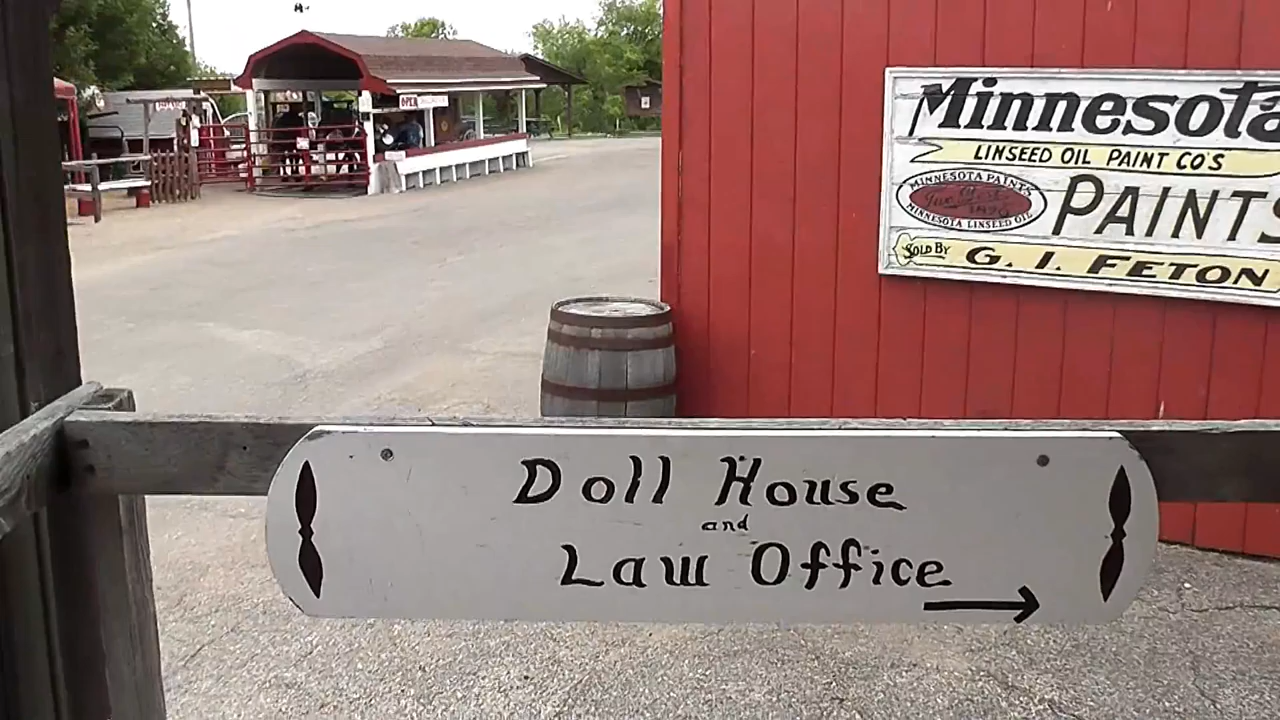 OPEN
Minnesota
LINSEED OIL PAINT CO'S
MINNESOTA PAINTS
MINNESOTA LINSEED OIL
PAINTS
SOLD BY
G. I. FETON
Doll House
and
Law Office